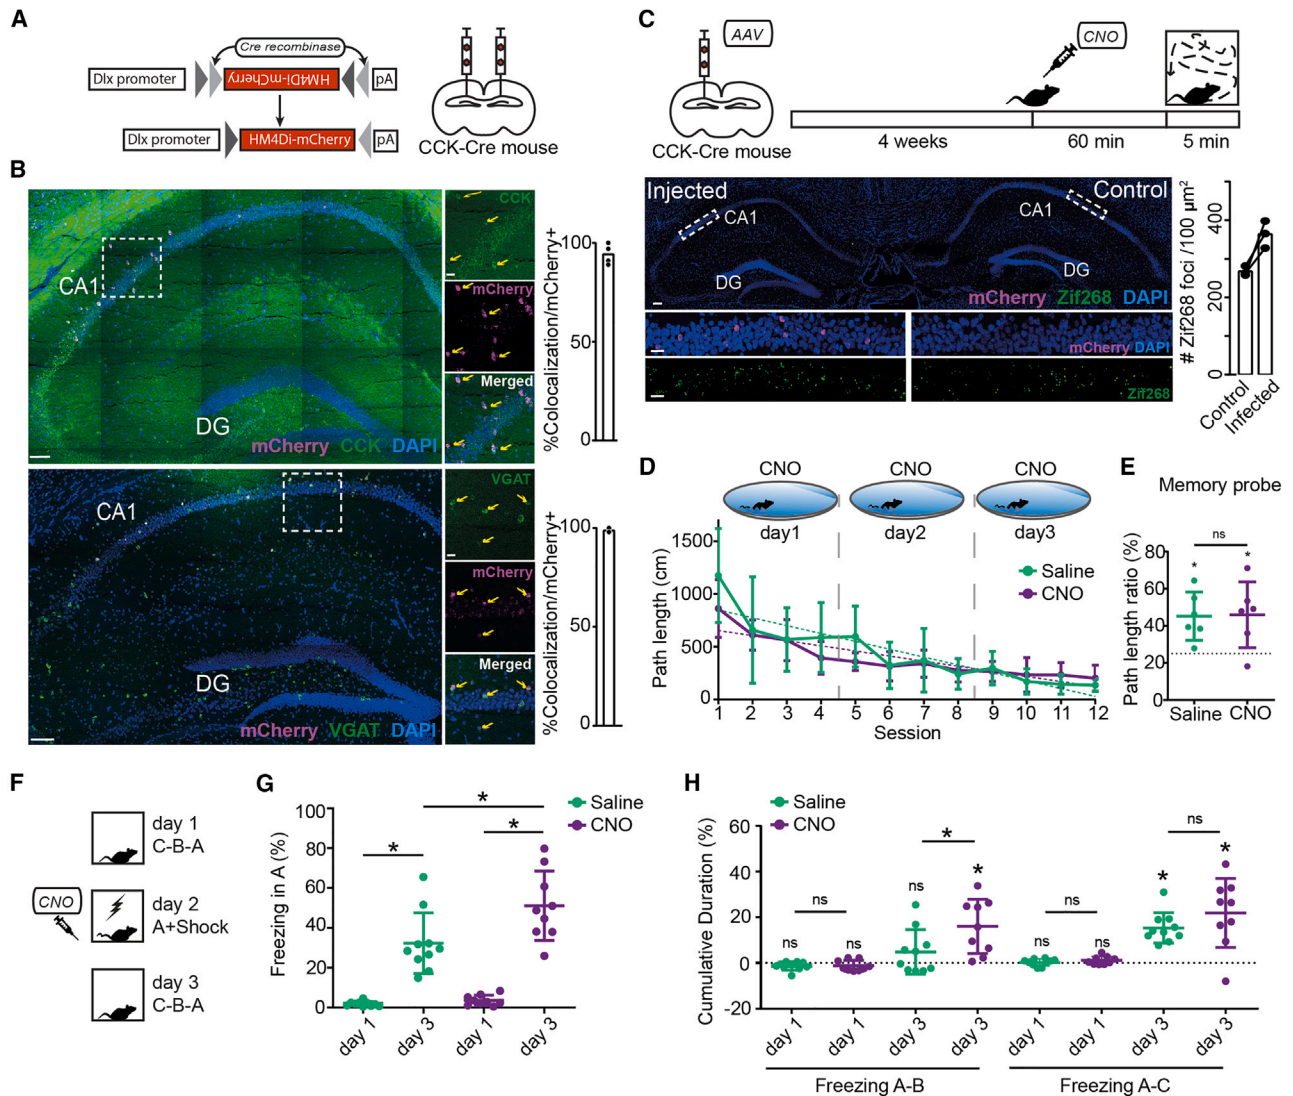 A
Cre recombinase
Dlx promoter
HM4Di-mCherry
pA
Dlx promoter
HM4Di-mCherry
pA
CCK-Cre mouse
B
CA1
DG
mCherry CCK DAPI
CCK
mCherry
Merged
%Colocalization/mCherry+
100
50
0
CA1
DG
mCherry VGAT DAPI
VGAT
mCherry
Merged
%Colocalization/mCherry+
100
50
0
C
AAV
CCK-Cre mouse
CNO
4 weeks
60 min
5 min
Injected
Control
CA1
CA1
DG
DG
mCherry Zif268 DAPI
mCherry DAPI
Zif268
# Zif268 foci /100 µm²
400
200
0
Control
Infected
D
CNO
CNO
CNO
day1
day2
day3
Path length (cm)
1500
1000
500
0
Saline
CNO
1 2 3 4 5 6 7 8 9 10 11 12
Session
E
Memory probe
Path length ratio (%)
80
60
40
20
0
ns
*
*
Saline
CNO
F
day 1
C-B-A
CNO
day 2
A+Shock
day 3
C-B-A
G
Freezing in A (%)
100
80
60
40
20
0
*
*
*
Saline
CNO
day 1
day 3
day 1
day 3
H
Saline
CNO
Cumulative Duration (%)
60
40
20
0
-20
ns
ns
ns
*
ns
*
ns
ns
ns
ns
*
*
day 1
day 1
day 3
day 3
day 1
day 1
day 3
day 3
Freezing A-B
Freezing A-C